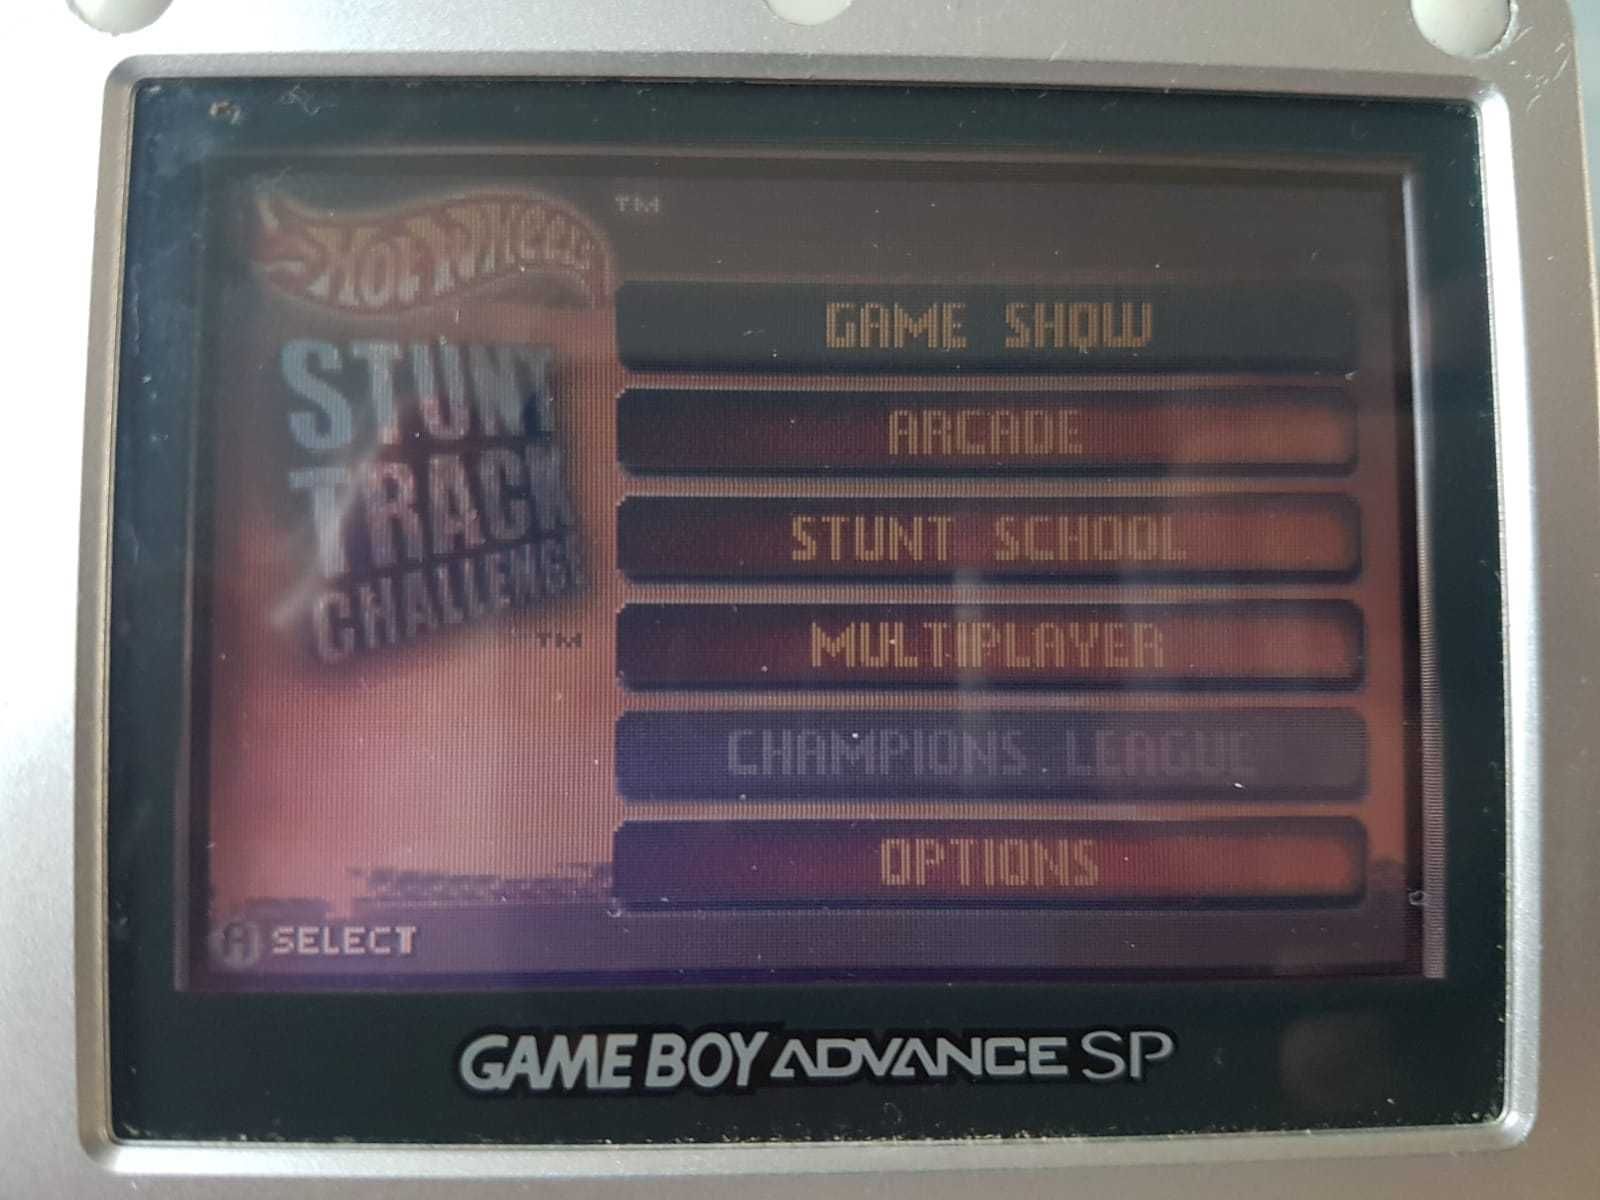 HOT WHEELS ™
STUNT
TRACK
CHALLENGE
™
GAME SHOW
ARCADE
STUNT SCHOOL
MULTIPLAYER
CHAMPIONS LEAGUE
OPTIONS
A SELECT
GAME BOY ADVANCE SP